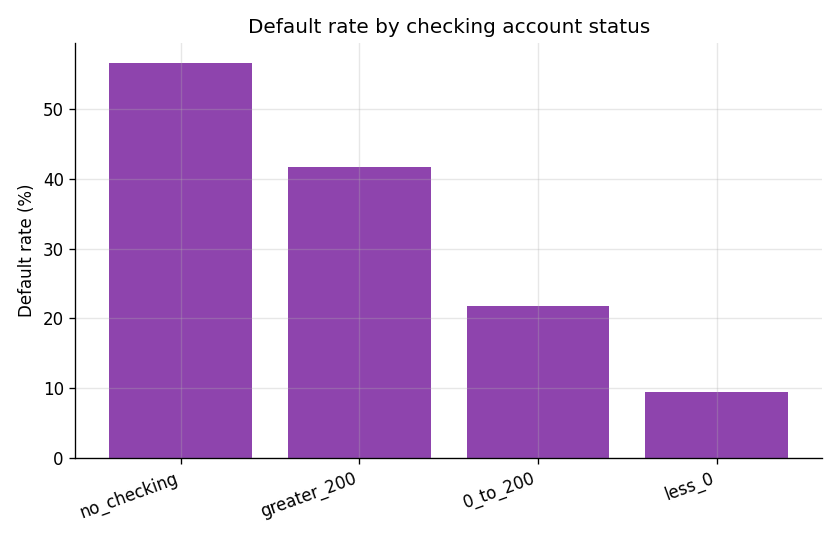 Default rate by checking account status
Default rate (%)
50
40
30
20
10
0
no_checking
greater_200
0_to_200
less_0